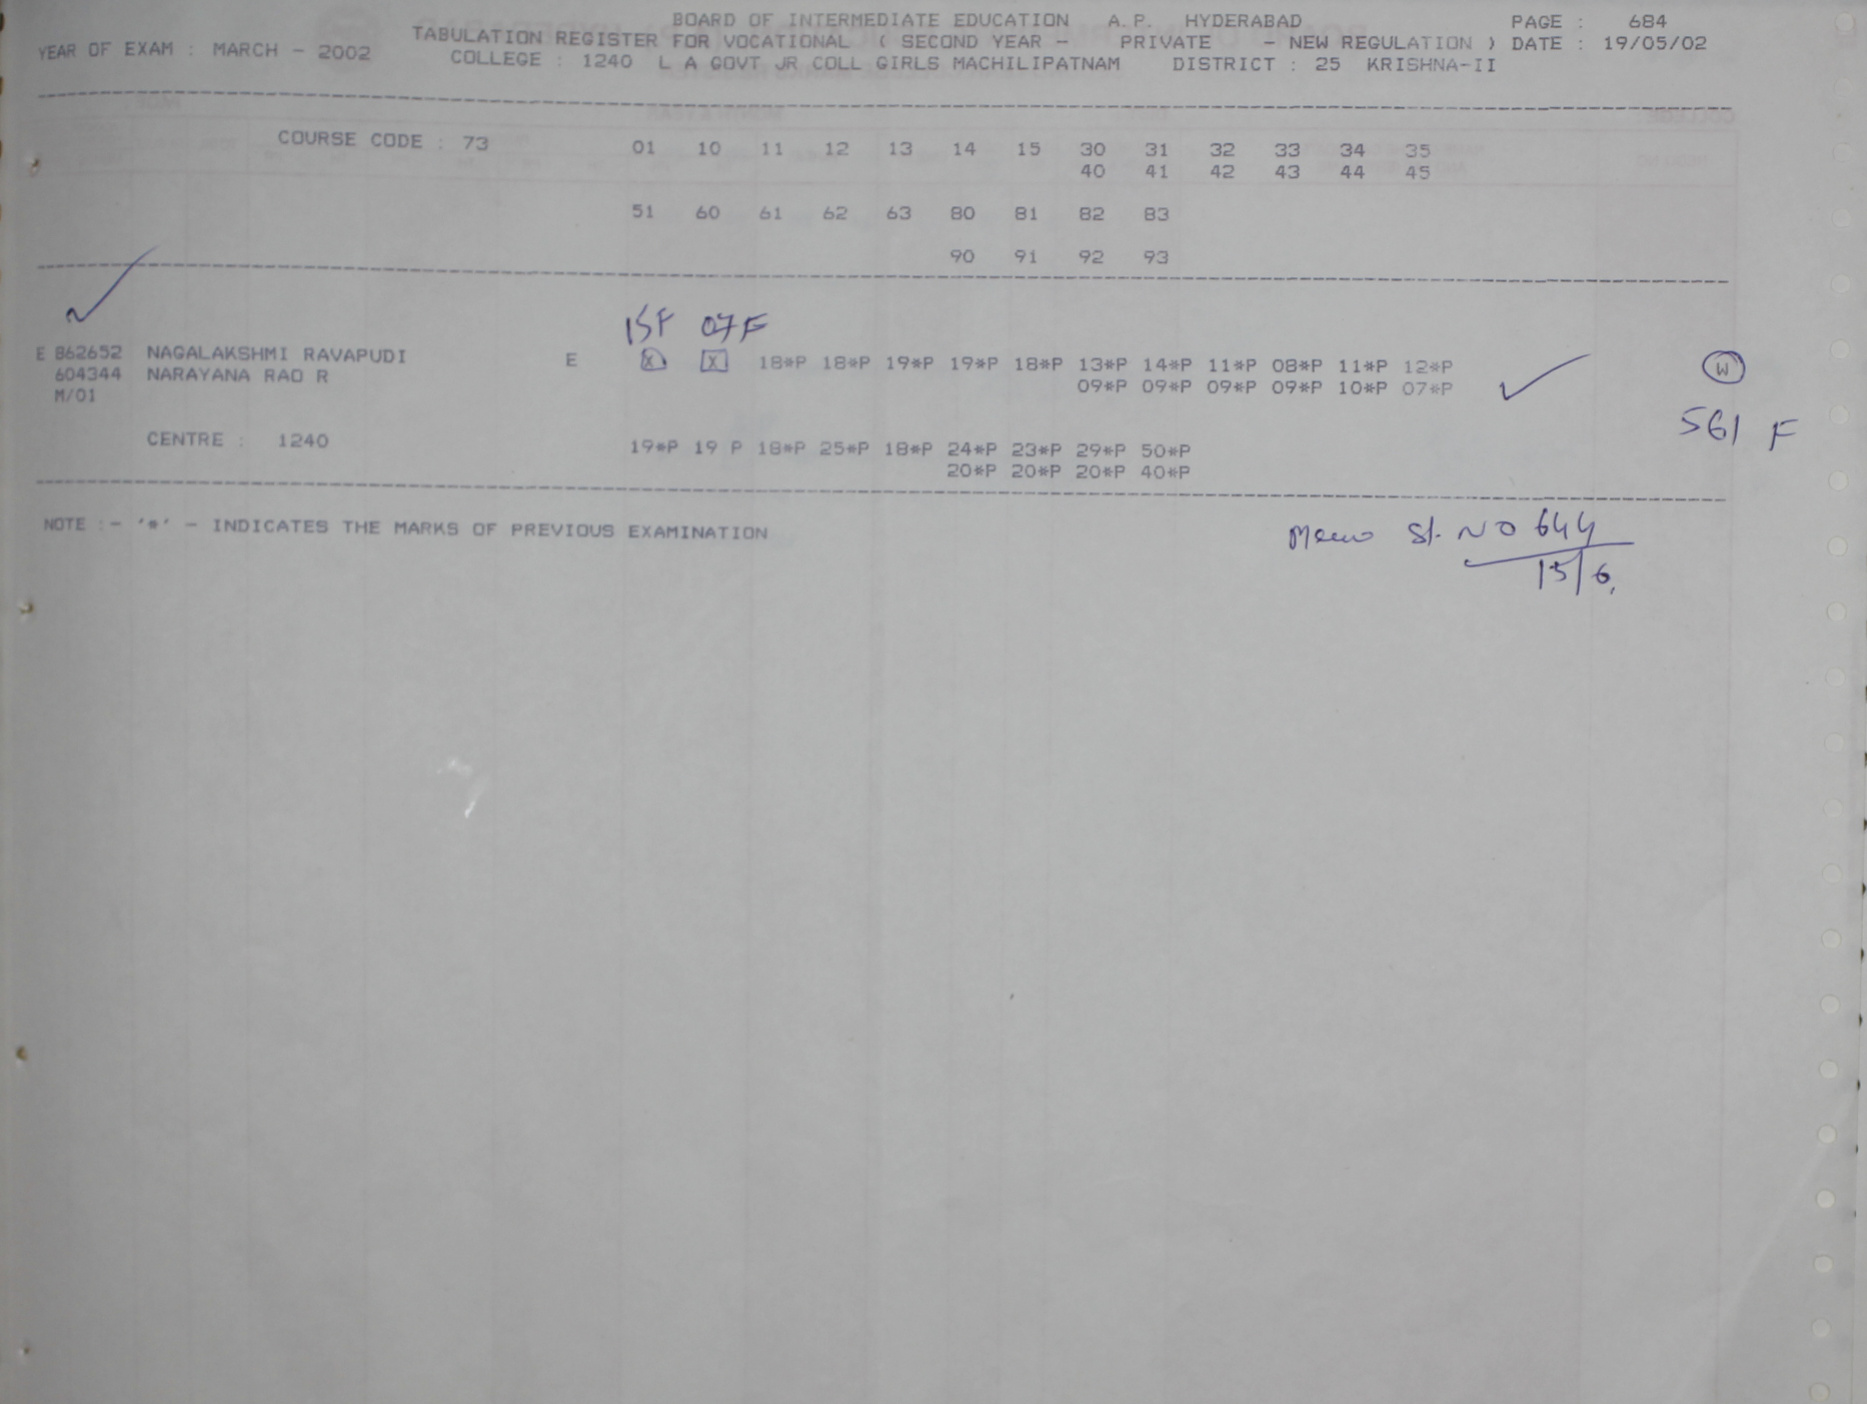 BOARD OF INTERMEDIATE EDUCATION A.P. HYDERABAD PAGE : 684
YEAR OF EXAM : MARCH - 2002 TABULATION REGISTER FOR VOCATIONAL ( SECOND YEAR - PRIVATE - NEW REGULATION ) DATE : 19/05/02
COLLEGE : 1240 L A GOVT JR COLL GIRLS MACHILIPATNAM DISTRICT : 25 KRISHNA-II
COURSE CODE : 73 01 10 11 12 13 14 15 30 31 32 33 34 35
40 41 42 43 44 45
51 60 61 62 63 80 81 82 83
90 91 92 93
15F 07F
E 862652 NAGALAKSHMI RAVAPUDI E X X 18*P 18*P 19*P 19*P 18*P 13*P 14*P 11*P 08*P 11*P 12*P W
604344 NARAYANA RAO R 09*P 09*P 09*P 09*P 10*P 07*P
M/01
561 F
CENTRE : 1240 19*P 19 P 18*P 25*P 18*P 24*P 23*P 29*P 50*P
20*P 20*P 20*P 40*P
NOTE :- '*' - INDICATES THE MARKS OF PREVIOUS EXAMINATION
Memo Sl. NO 644
15/6.